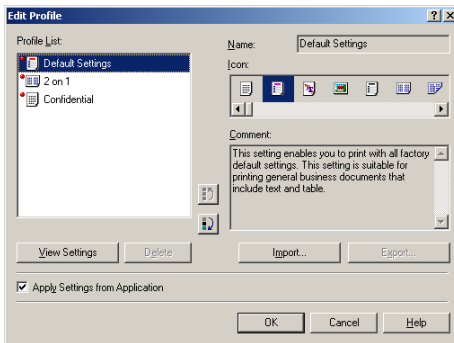 Edit Profile
Profile List:
Default Settings
2 on 1
Confidential
Name:
Default Settings
Icon:
Comment:
This setting enables you to print with all factory
default settings. This setting is suitable for
printing general business documents that
include text and table.
View Settings
Delete
Import...
Export...
Apply Settings from Application
OK
Cancel
Help